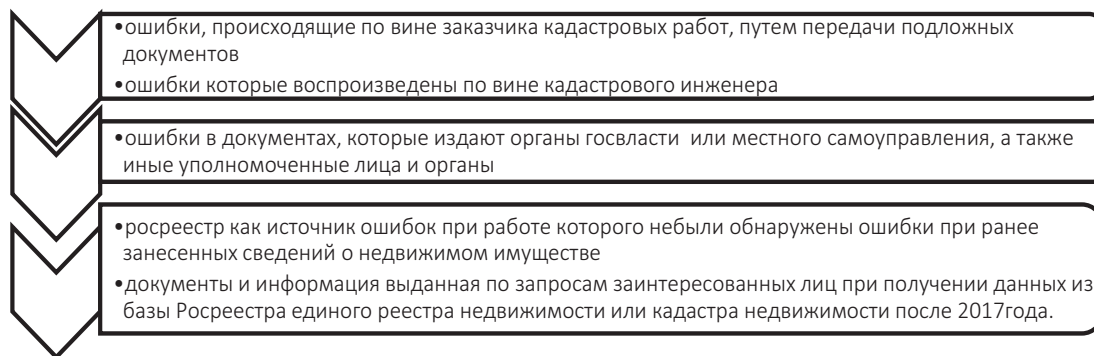 •ошибки, происходящие по вине заказчика кадастровых работ, путем передачи подложных
документов
•ошибки которые воспроизведены по вине кадастрового инженера
•ошибки в документах, которые издают органы госвласти  или местного самоуправления, а также
иные уполномоченные лица и органы
•росреестр как источник ошибок при работе которого небыли обнаружены ошибки при ранее
занесенных сведений о недвижимом имуществе
•документы и информация выданная по запросам заинтересованных лиц при получении данных из
базы Росреестра единого реестра недвижимости или кадастра недвижимости после 2017года.